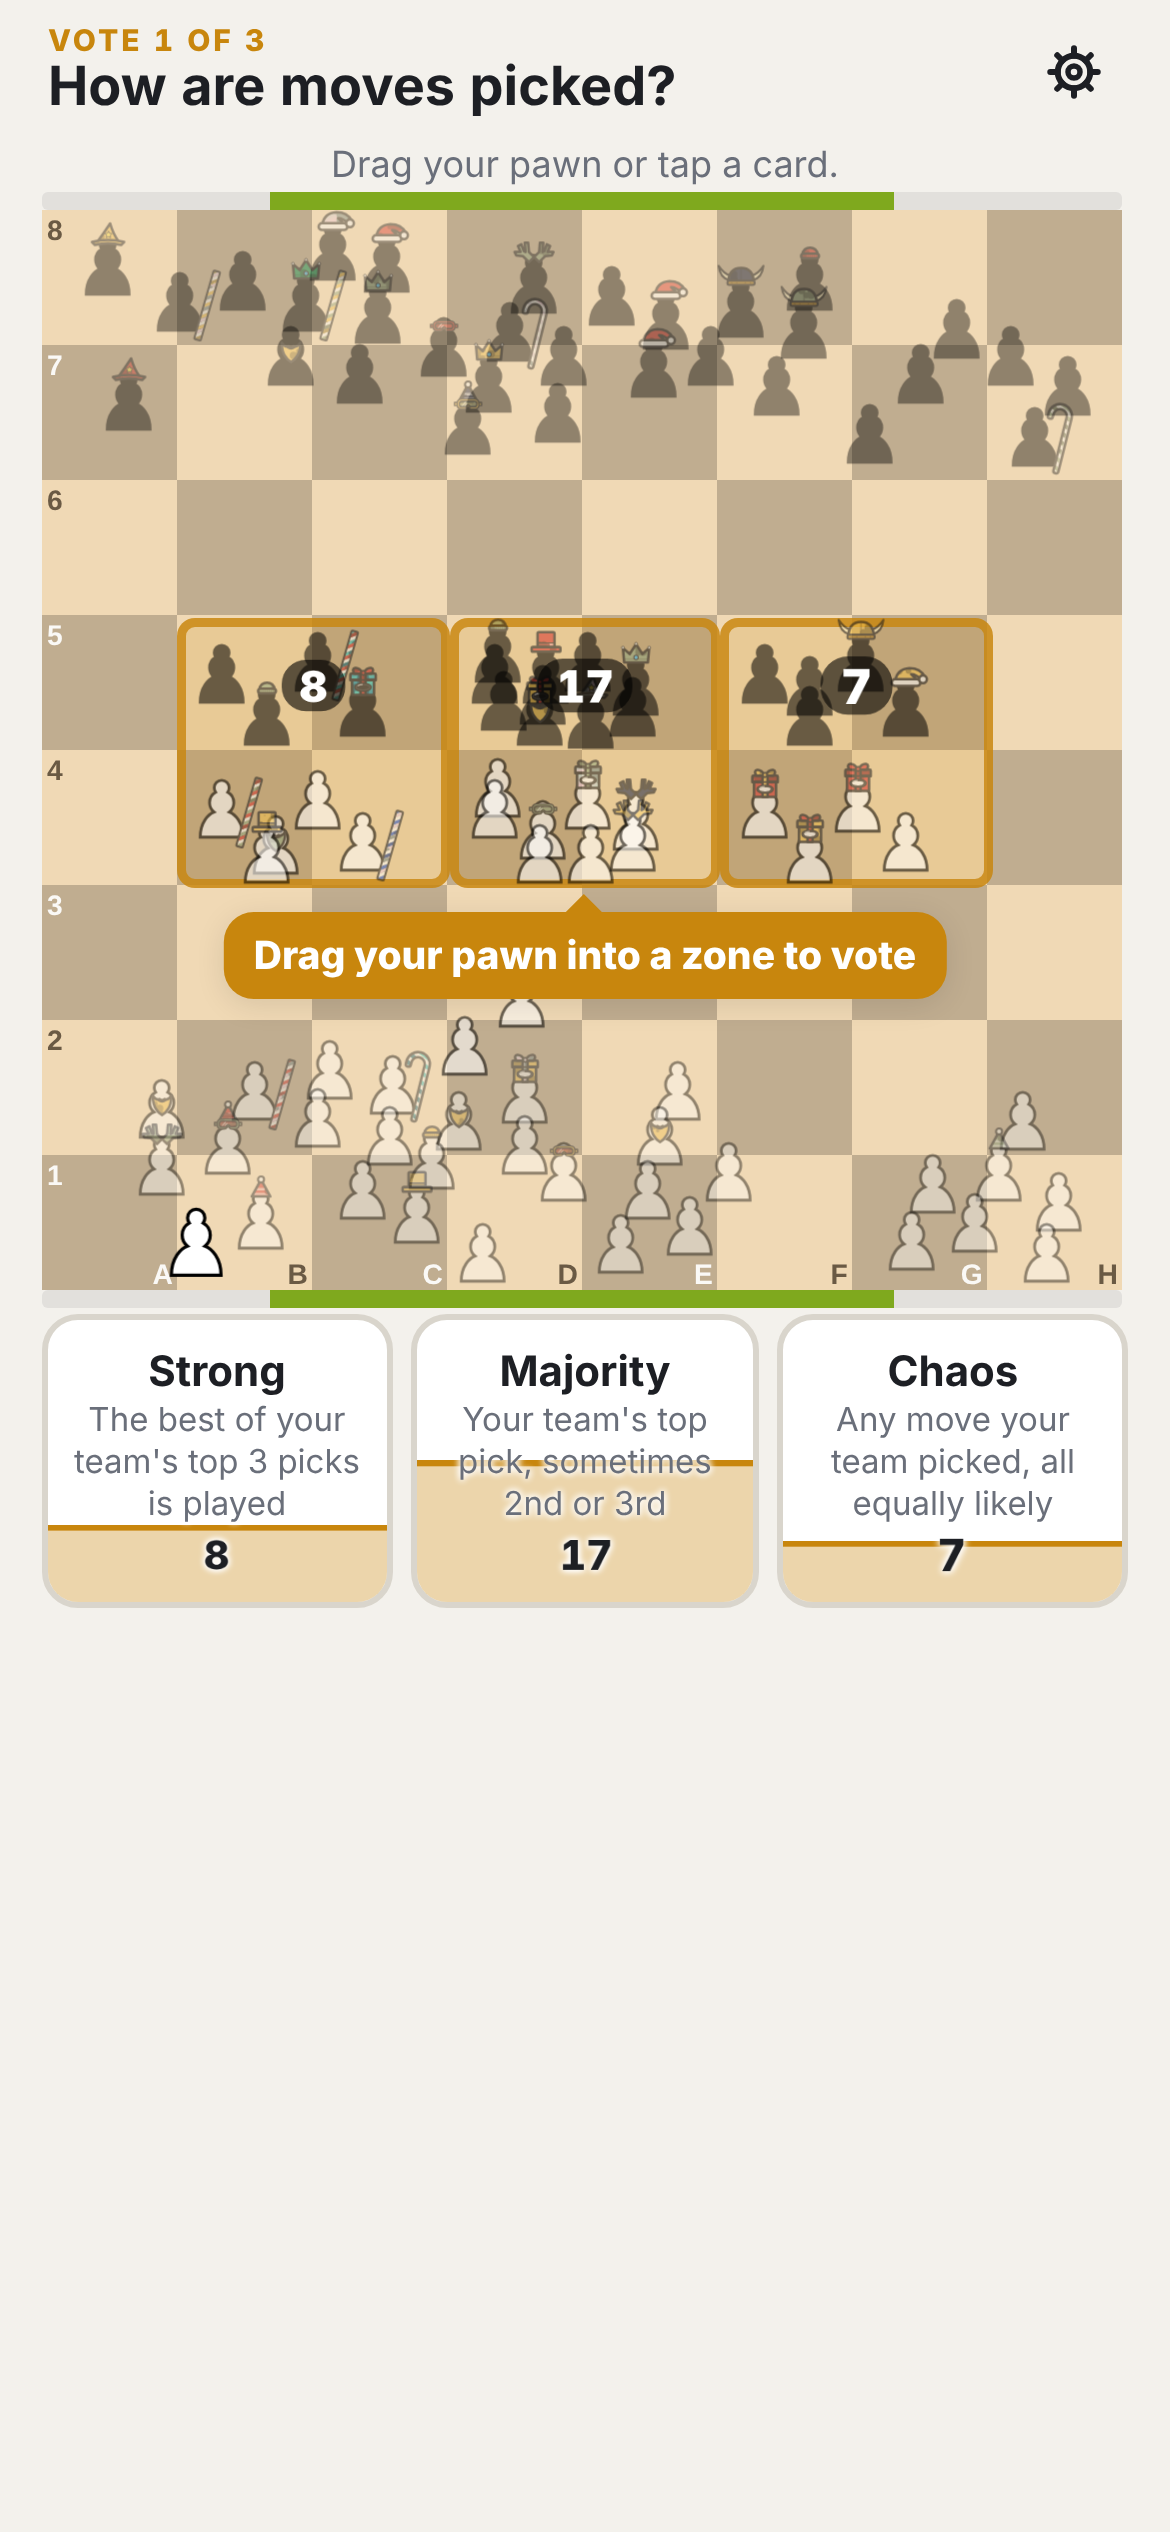 VOTE 1 OF 3
How are moves picked?
Drag your pawn or tap a card.
8
7
6
5
8
17
7
4
3
Drag your pawn into a zone to vote
2
1
A
B
C
D
E
F
G
H
Strong
The best of your
team's top 3 picks
is played
8
Majority
Your team's top
pick, sometimes
2nd or 3rd
17
Chaos
Any move your
team picked, all
equally likely
7